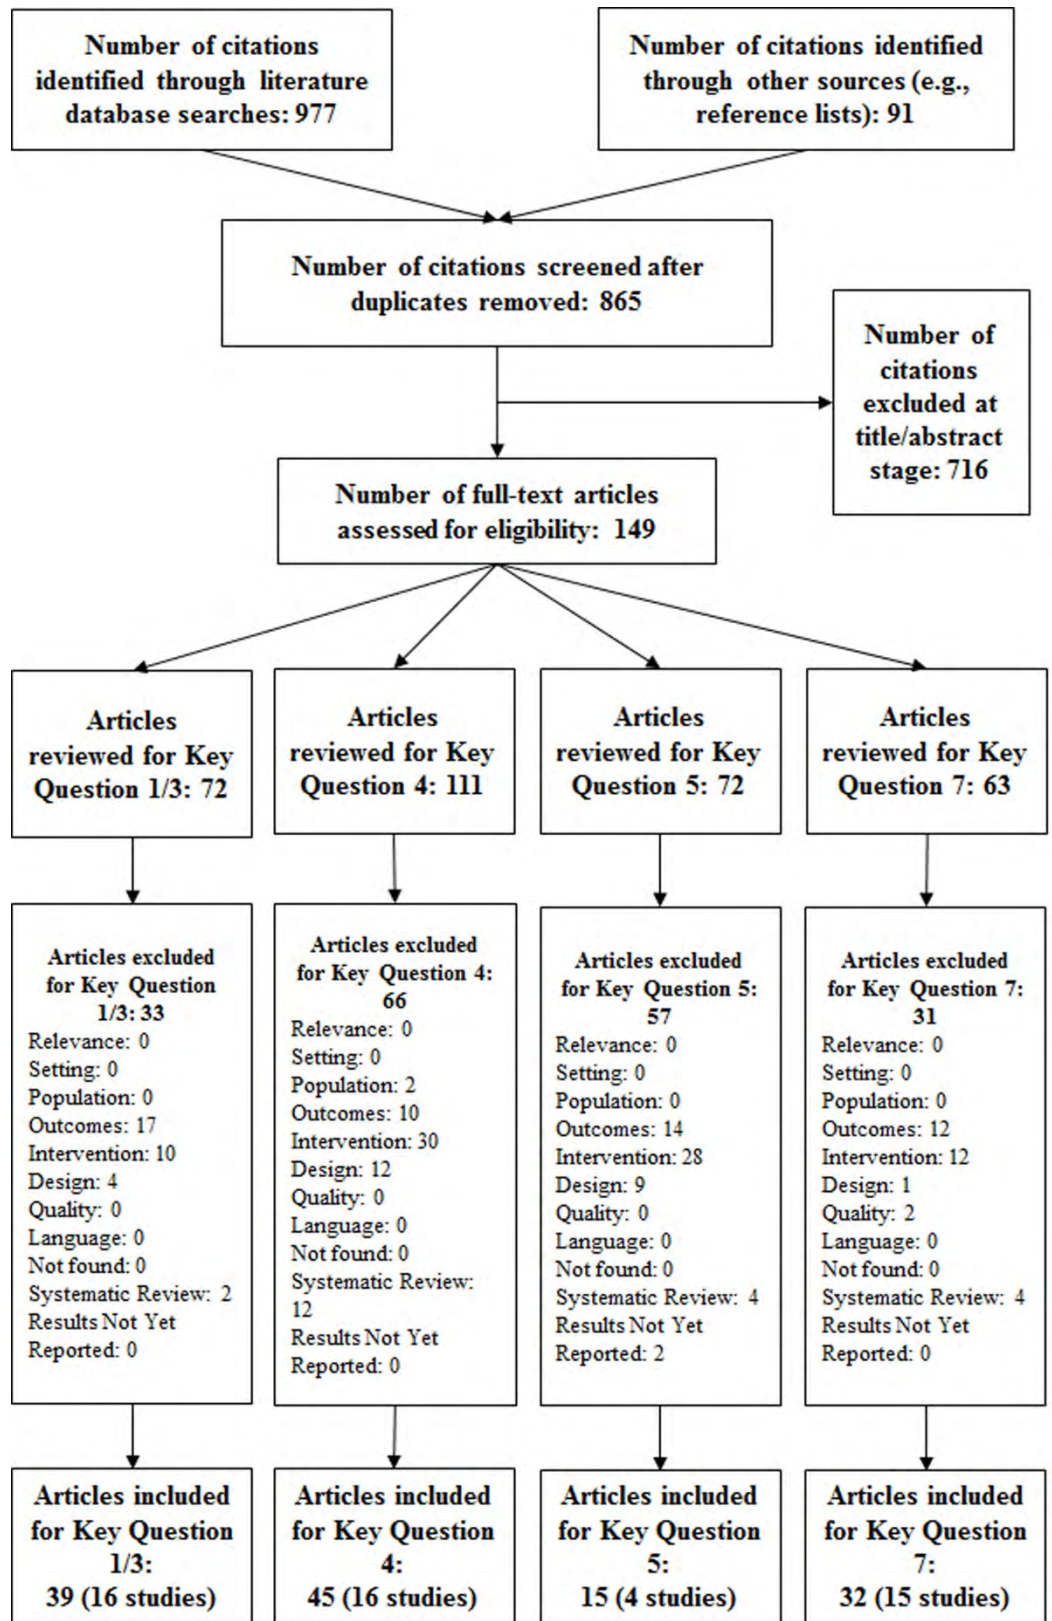 Number of citations
identified through literature
database searches: 977
Number of citations identified
through other sources (e.g.,
reference lists): 91
Number of citations screened after
duplicates removed: 865
Number of
citations
excluded at
title/abstract
stage: 716
Number of full-text articles
assessed for eligibility: 149
Articles
reviewed for Key
Question 1/3: 72
Articles
reviewed for Key
Question 4: 111
Articles
reviewed for Key
Question 5: 72
Articles
reviewed for Key
Question 7: 63
Articles excluded
for Key Question
1/3: 33
Relevance: 0
Setting: 0
Population: 0
Outcomes: 17
Intervention: 10
Design: 4
Quality: 0
Language: 0
Not found: 0
Systematic Review: 2
Results Not Yet
Reported: 0
Articles excluded
for Key Question 4:
66
Relevance: 0
Setting: 0
Population: 2
Outcomes: 10
Intervention: 30
Design: 12
Quality: 0
Language: 0
Not found: 0
Systematic Review:
12
Results Not Yet
Reported: 0
Articles excluded
for Key Question 5:
57
Relevance: 0
Setting: 0
Population: 0
Outcomes: 14
Intervention: 28
Design: 9
Quality: 0
Language: 0
Not found: 0
Systematic Review: 4
Results Not Yet
Reported: 2
Articles excluded
for Key Question 7:
31
Relevance: 0
Setting: 0
Population: 0
Outcomes: 12
Intervention: 12
Design: 1
Quality: 2
Language: 0
Not found: 0
Systematic Review: 4
Results Not Yet
Reported: 0
Articles included
for Key Question
1/3:
39 (16 studies)
Articles included
for Key Question
4:
45 (16 studies)
Articles included
for Key Question
5:
15 (4 studies)
Articles included
for Key Question
7:
32 (15 studies)